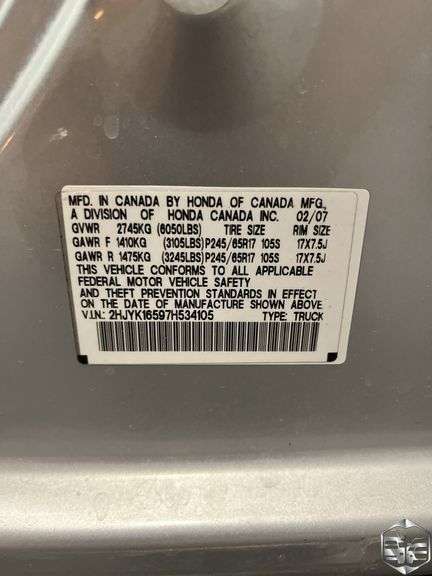 MFD. IN CANADA BY HONDA OF CANADA MFG.,
A DIVISION OF HONDA CANADA INC. 02/07
GVWR 2745KG (6050LBS) TIRE SIZE RIM SIZE
GAWR F 1410KG (3105LBS)P245/65R17 105S 17X7.5J
GAWR R 1475KG (3245LBS)P245/65R17 105S 17X7.5J
THIS VEHICLE CONFORMS TO ALL APPLICABLE
FEDERAL MOTOR VEHICLE SAFETY
AND THEFT PREVENTION STANDARDS IN EFFECT
ON THE DATE OF MANUFACTURE SHOWN ABOVE.
V.I.N.: 2HJYK16597H534105 TYPE: TRUCK